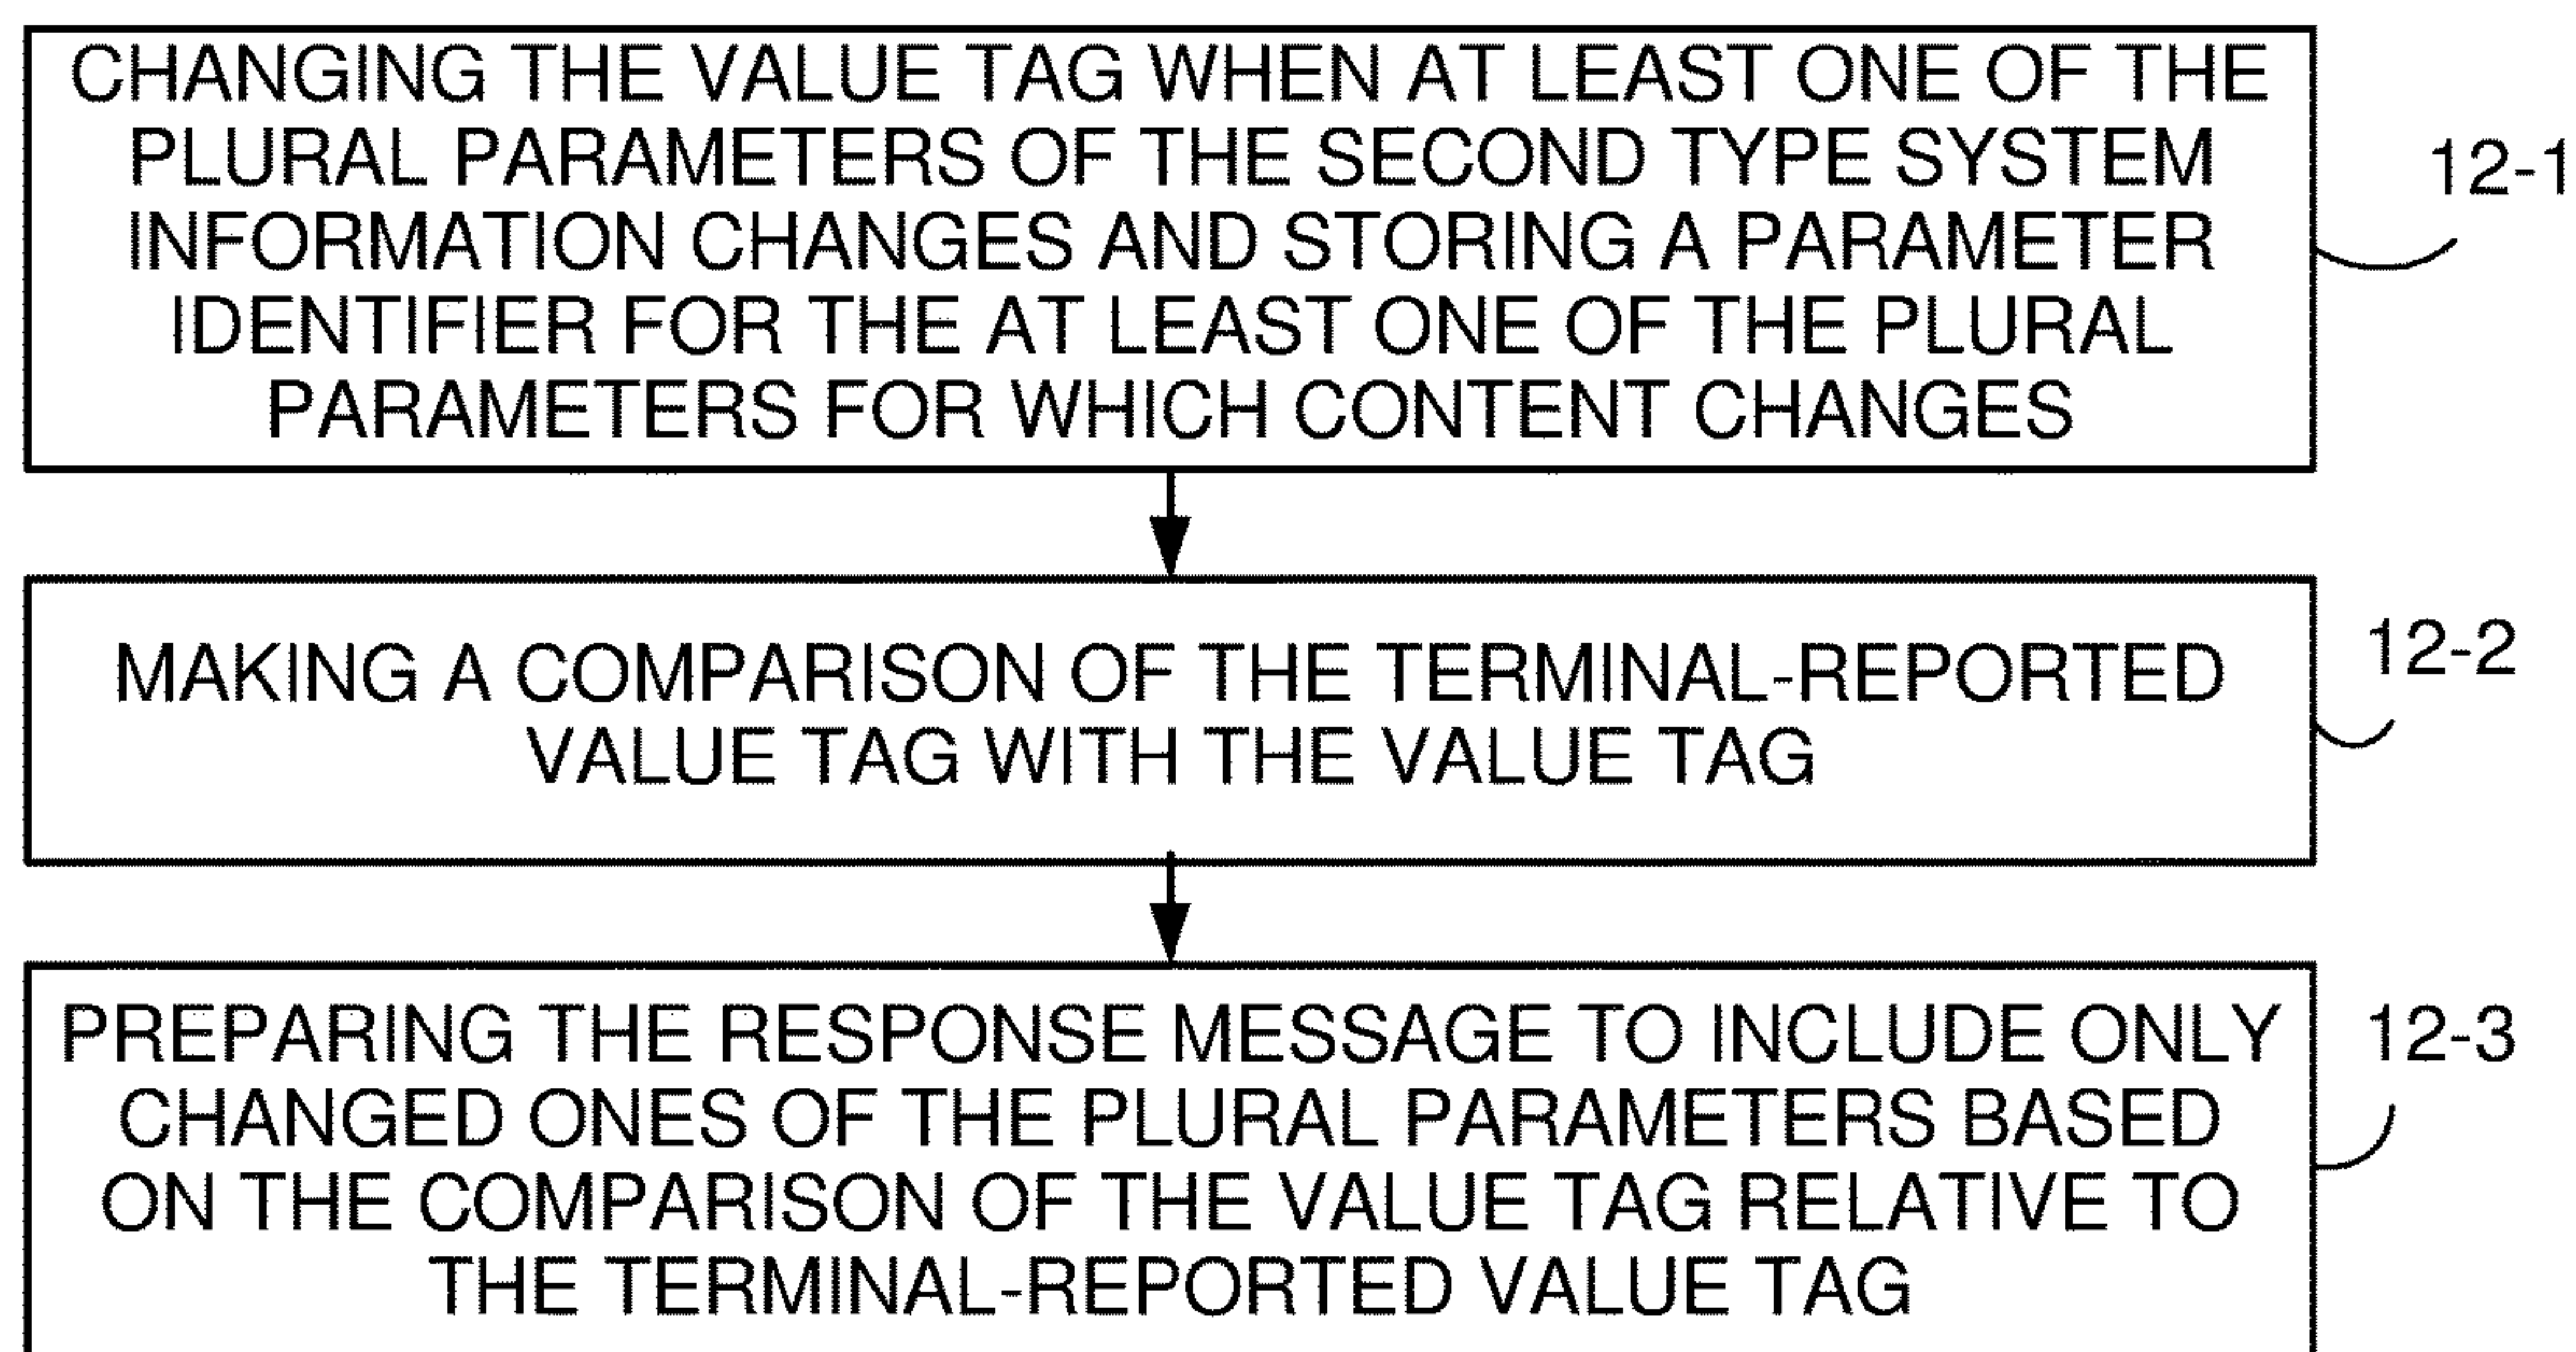 CHANGING THE VALUE TAG WHEN AT LEAST ONE OF THE
PLURAL PARAMETERS OF THE SECOND TYPE SYSTEM
INFORMATION CHANGES AND STORING A PARAMETER
IDENTIFIER FOR THE AT LEAST ONE OF THE PLURAL
PARAMETERS FOR WHICH CONTENT CHANGES
12-1
MAKING A COMPARISON OF THE TERMINAL-REPORTED
VALUE TAG WITH THE VALUE TAG
12-2
PREPARING THE RESPONSE MESSAGE TO INCLUDE ONLY
CHANGED ONES OF THE PLURAL PARAMETERS BASED
ON THE COMPARISON OF THE VALUE TAG RELATIVE TO
THE TERMINAL-REPORTED VALUE TAG
12-3